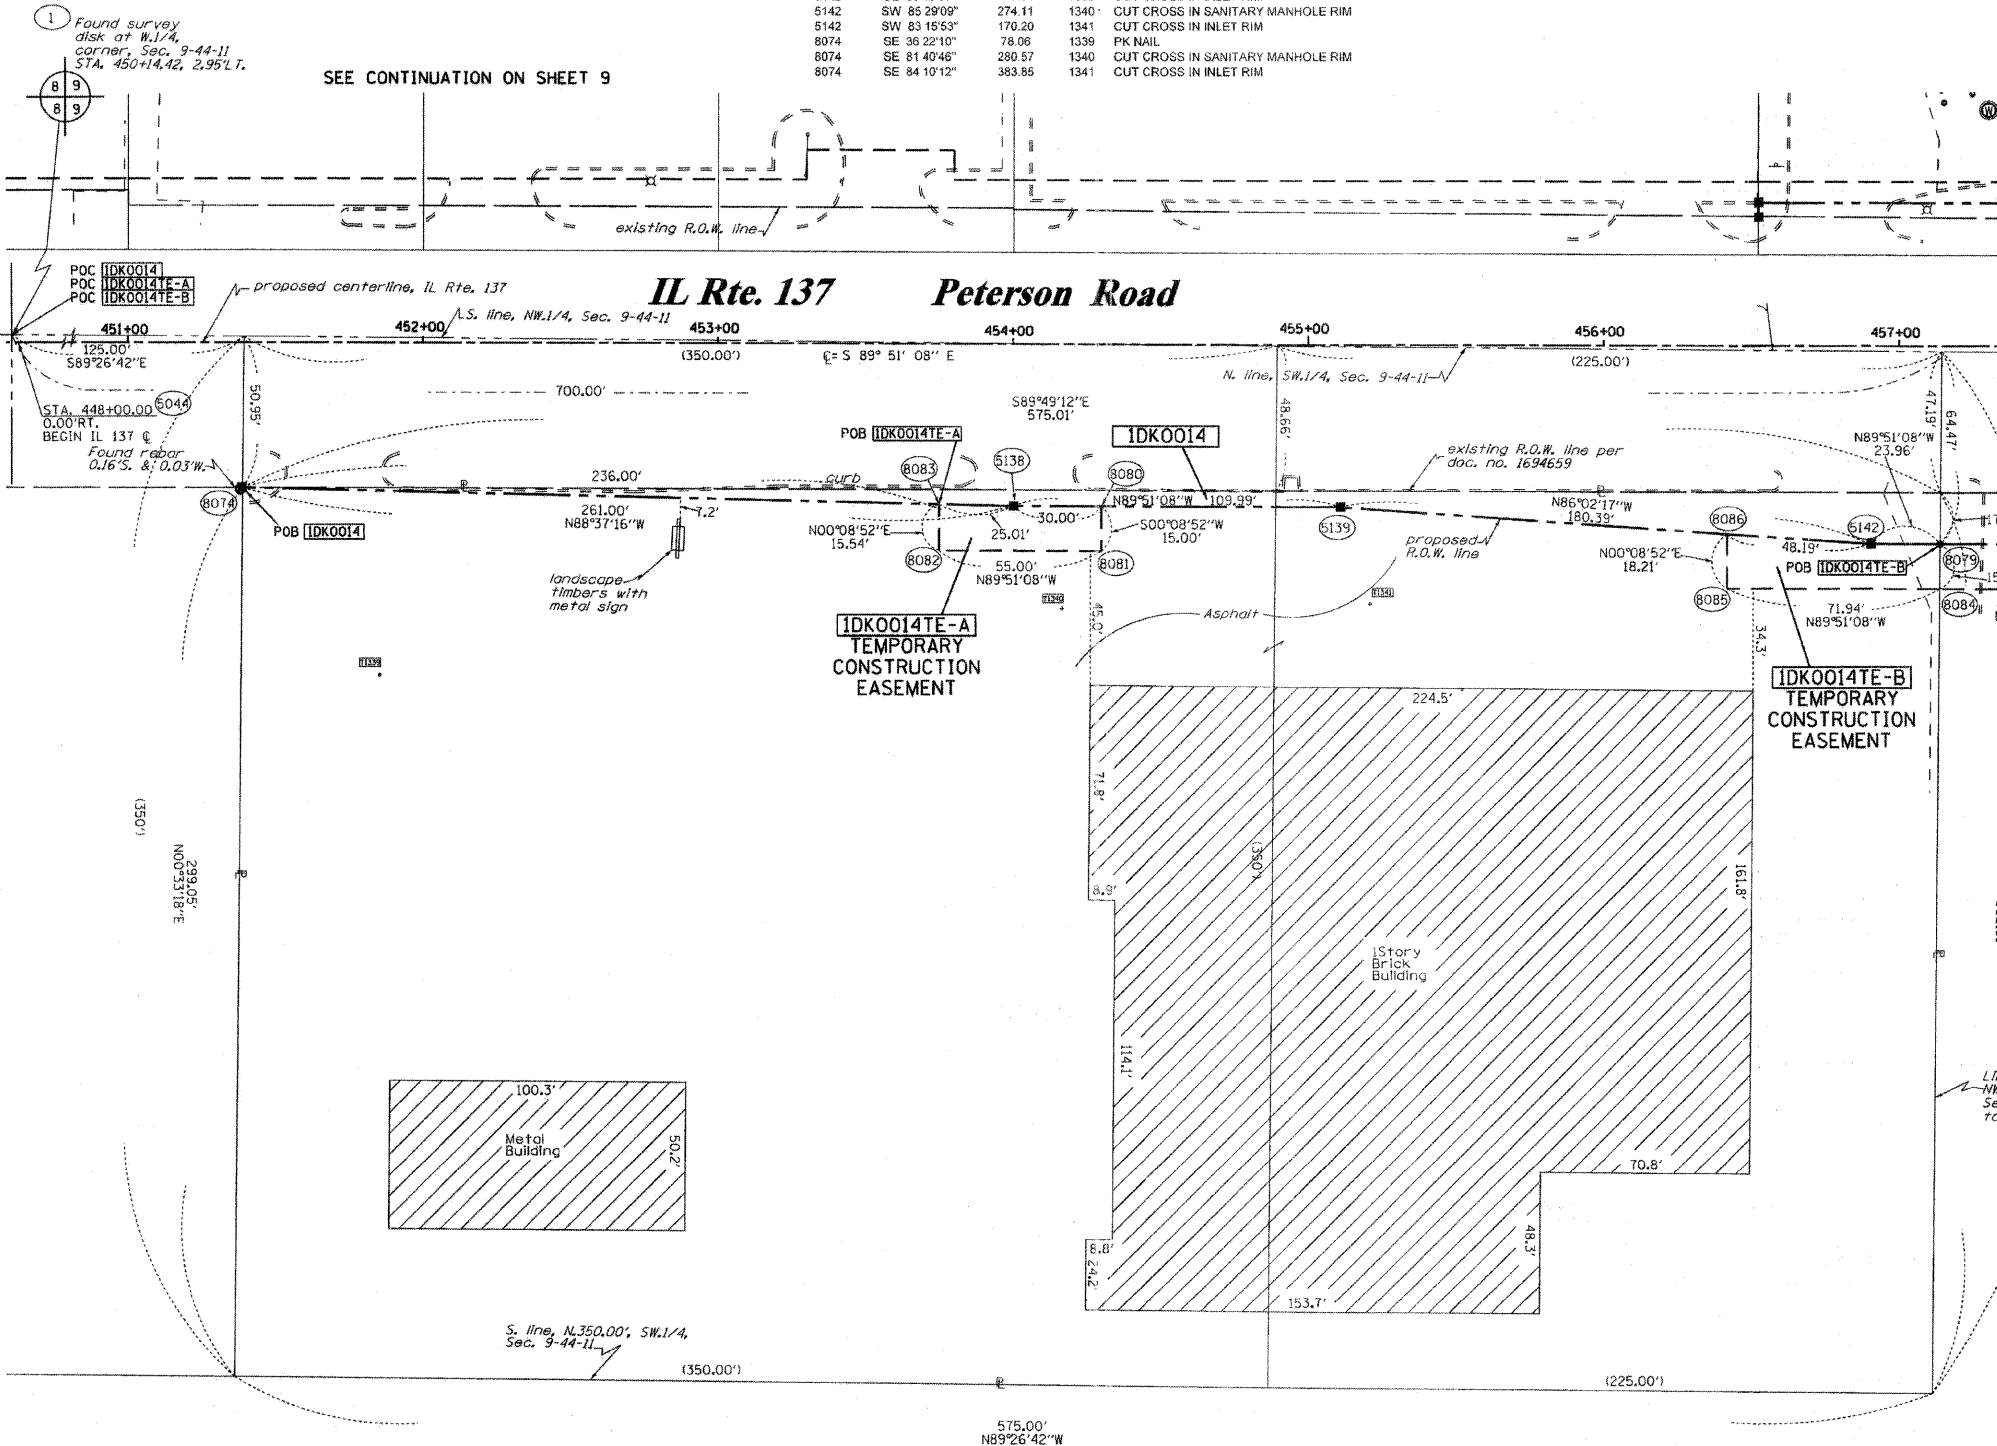 5142 SW 85 29'09" 274.11 1340 CUT CROSS IN SANITARY MANHOLE RIM
5142 SW 83 15'53" 170.20 1341 CUT CROSS IN INLET RIM
8074 SE 36 22'10" 78.06 1339 PK NAIL
8074 SE 81 40'46" 280.57 1340 CUT CROSS IN SANITARY MANHOLE RIM
8074 SE 84 10'12" 383.85 1341 CUT CROSS IN INLET RIM
1 Found survey
disk at W.1/4,
corner, Sec. 9-44-11
STA. 450+14.42, 2.95'LT.
SEE CONTINUATION ON SHEET 9
8 9
8 9
W
existing R.O.W. line
POC 1DK0014
POC 1DK0014TE-A
POC 1DK0014TE-B
proposed centerline, IL Rte. 137
IL Rte. 137 Peterson Road
S. line, NW.1/4, Sec. 9-44-11
451+00
452+00
453+00
454+00
455+00
456+00
457+00
125.00'
S89°26'42"E
(350.00')
℄= S 89° 51' 08" E
(225.00')
N. line, SW.1/4, Sec. 9-44-11
700.00'
STA. 448+00.00
0.00'RT.
BEGIN IL 137 ℄
5044
50.95'
S89°49'12"E
575.01'
48.66'
47.19'
64.47'
Found rebar
0.16'S. & 0.03'W.
POB 1DK0014TE-A
1DK0014
existing R.O.W. line per
doc. no. 1694659
N89°51'08"W
23.96'
8074
POB 1DK0014
236.00'
261.00'
N88°37'16"W
7.2'
curb
8083
5138
8080
N89°51'08"W 109.99'
N00°08'52"E
15.54'
25.01'
30.00'
S00°08'52"W
15.00'
8082
8081
55.00'
N89°51'08"W
5139
N86°02'17"W
180.39'
proposed
R.O.W. line
8086
5142
48.19'
N00°08'52"E
18.21'
POB 1DK0014TE-B
8079
8085
8084
71.94'
N89°51'08"W
landscape
timbers with
metal sign
T1339
T1340
T1341
Asphalt
45.0'
34.3'
1DK0014TE-A
TEMPORARY
CONSTRUCTION
EASEMENT
1DK0014TE-B
TEMPORARY
CONSTRUCTION
EASEMENT
224.5'
71.8'
(350')
299.05'
N00°33'18"E
(350')
161.8'
8.9'
1Story
Brick
Building
114.1'
100.3'
Metal
Building
50.2'
70.8'
48.3'
8.8'
24.2'
153.7'
S. line, N.350.00', SW.1/4,
Sec. 9-44-11
(350.00')
(225.00')
575.00'
N89°26'42"W